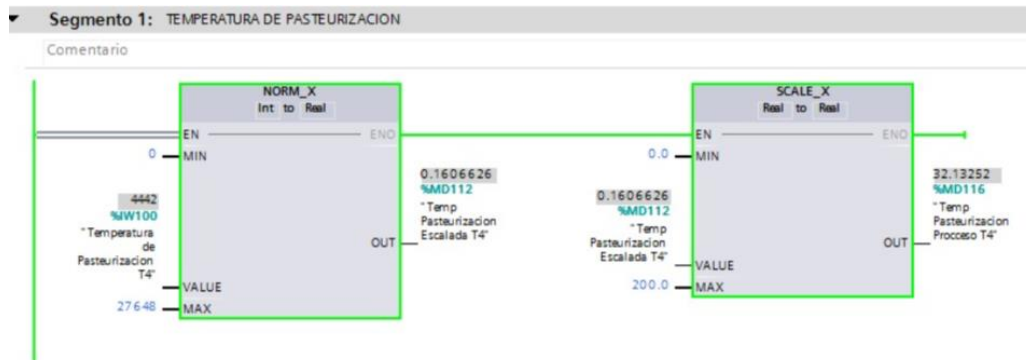 Segmento 1: TEMPERATURA DE PASTEURIZACION
Comentario
NORM_X
Int to Real
EN
ENO
0
MIN
4442
%IW100
"Temperatura
de
Pasteurizacion
T4"
VALUE
27648
MAX
OUT
0.1606626
%MD112
"Temp
Pasteurizacion
Escalada T4"
SCALE_X
Real to Real
EN
ENO
0.0
MIN
0.1606626
%MD112
"Temp
Pasteurizacion
Escalada T4"
VALUE
200.0
MAX
OUT
32.13252
%MD116
"Temp
Pasteurizacion
Procceso T4"